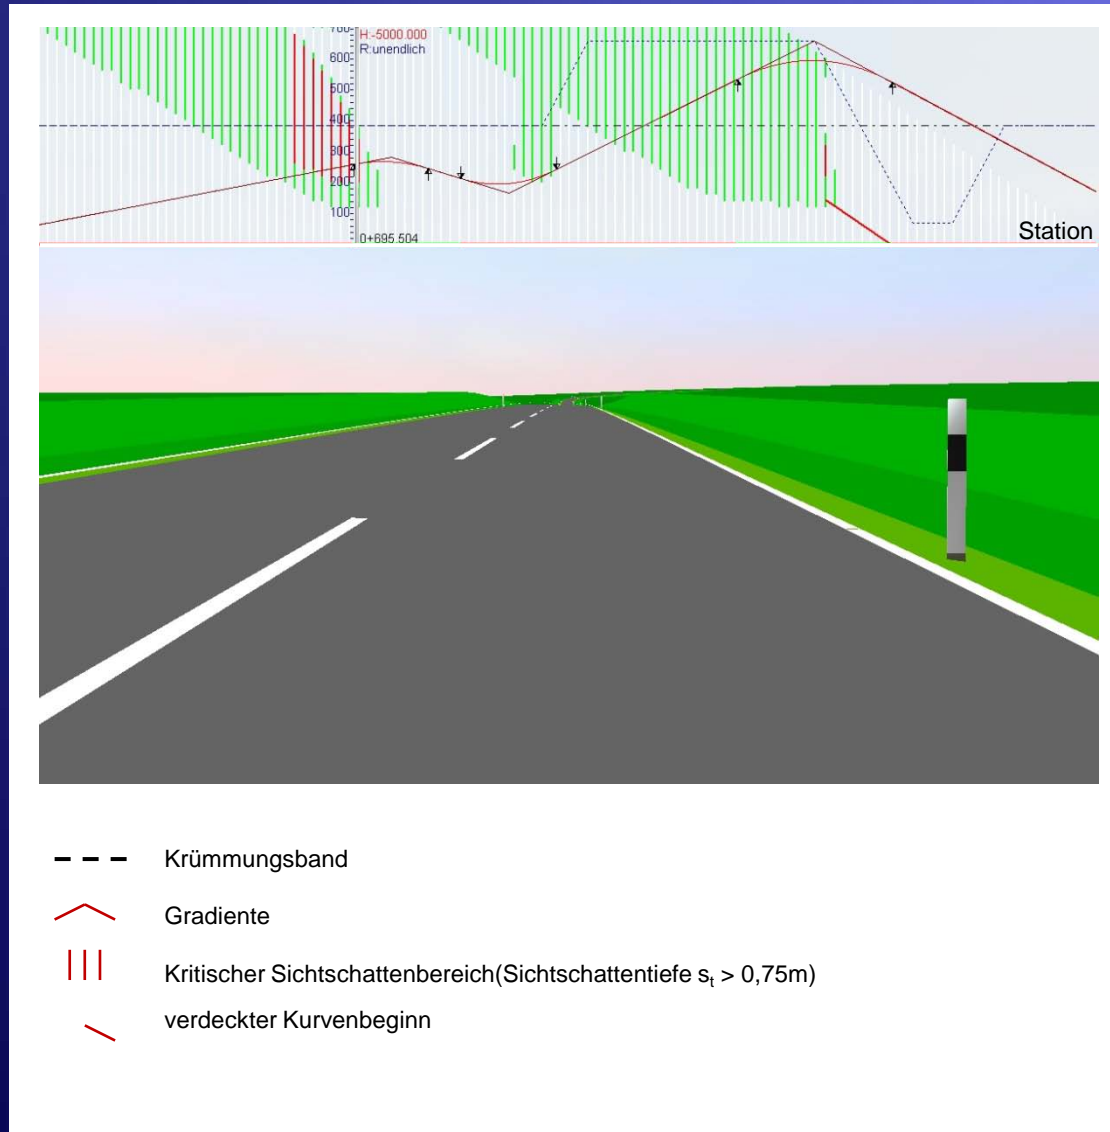 700
H:-5000.000
R:unendlich
600
500
400
300
200
100
0+695.504
Station
Krümmungsband
Gradiente
Kritischer Sichtschattenbereich(Sichtschattentiefe sₜ > 0,75m)
verdeckter Kurvenbeginn